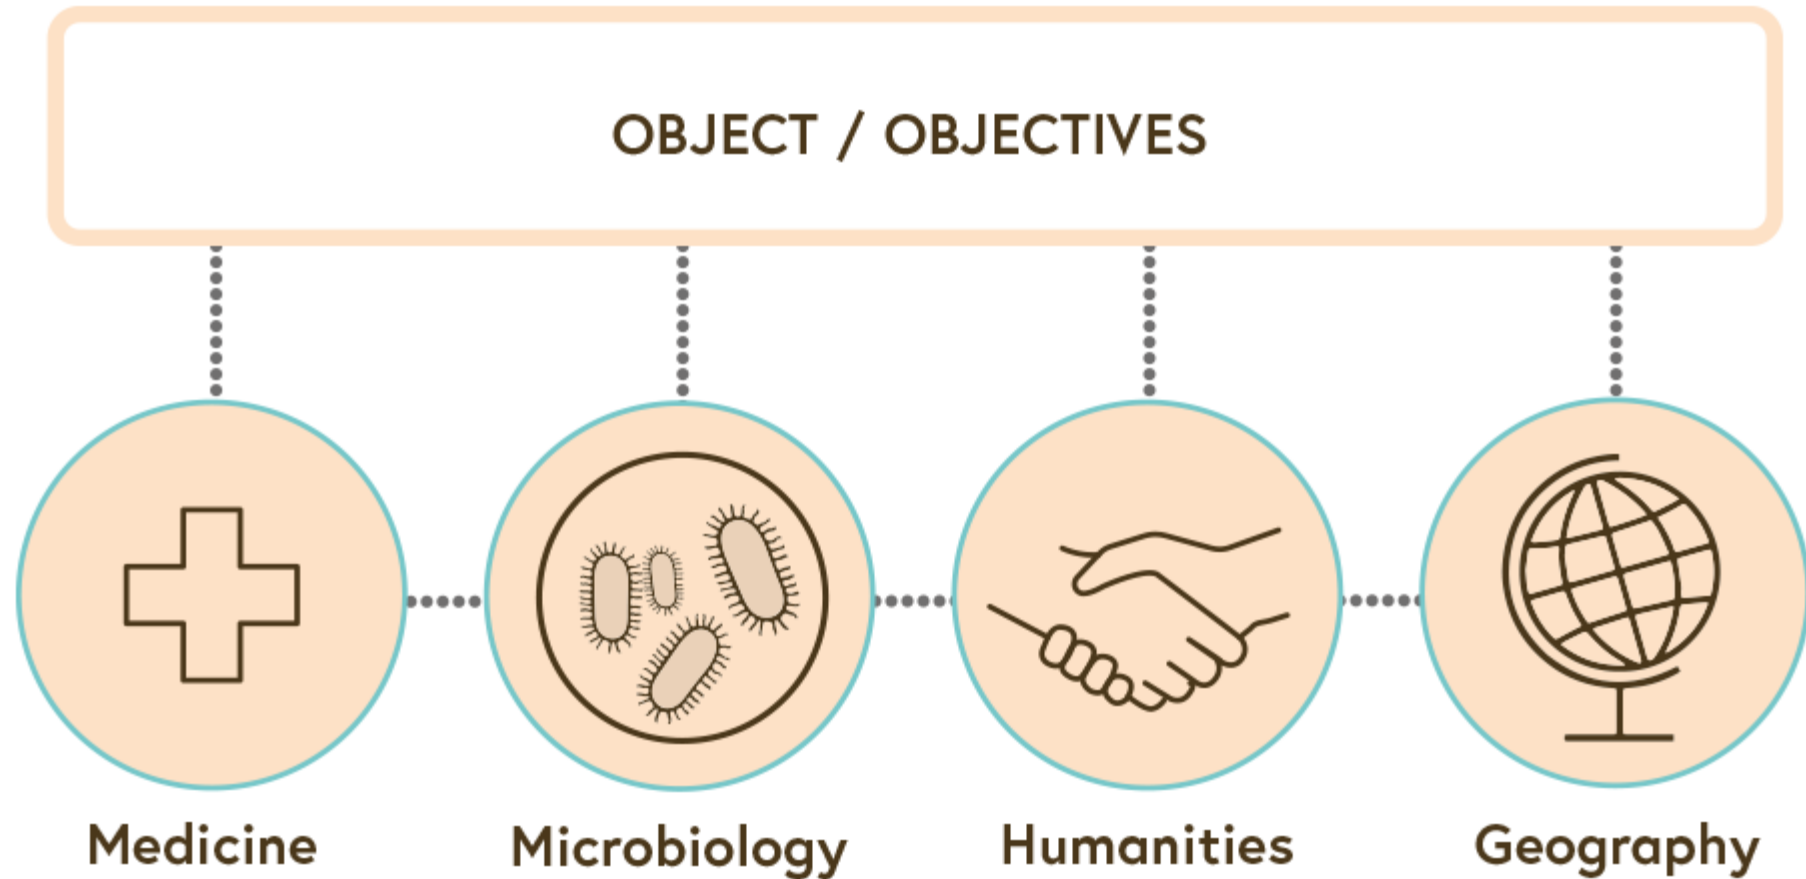 OBJECT / OBJECTIVES
Medicine
Microbiology
Humanities
Geography